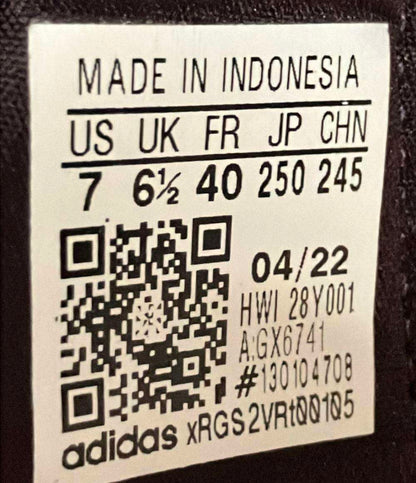 MADE IN INDONESIA
US UK FR JP CHN
7 6½ 40 250 245
04/22
HWI 28Y001
A:GX6741
#130104708
adidas xRGS2VRt00105